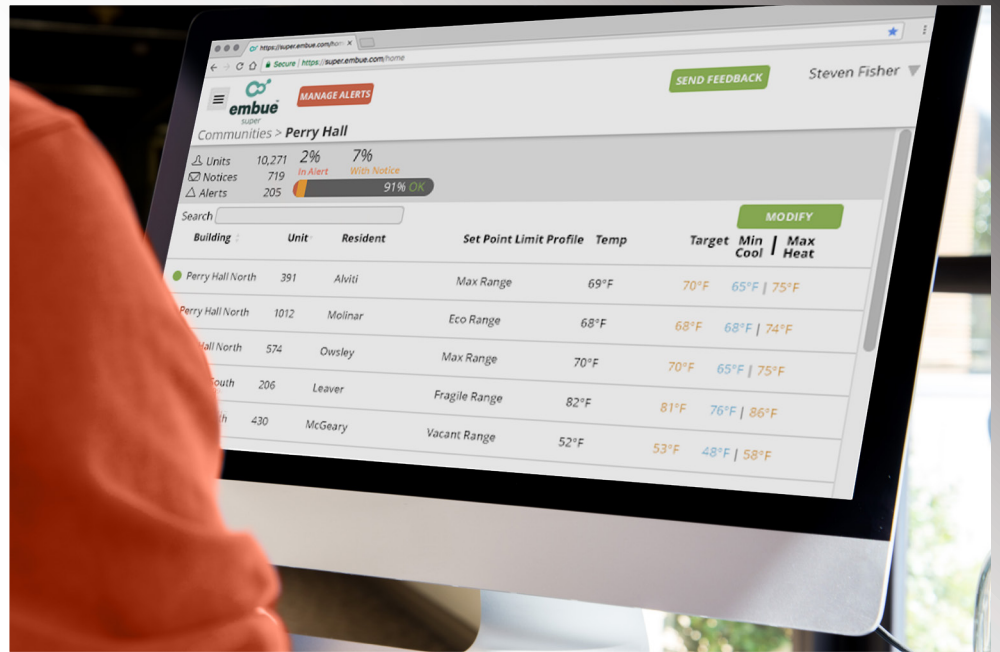 https://super.embue.com/hom x
Secure | https://super.embue.com/home
embue
super
MANAGE ALERTS
SEND FEEDBACK
Steven Fisher
Communities > Perry Hall
Units 10,271 2% 7%
Notices 719 In Alert With Notice
Alerts 205 91% OK
Search
MODIFY
Building Unit Resident Set Point Limit Profile Temp Target Min Cool | Max Heat
Perry Hall North 391 Alviti Max Range 69°F 70°F 65°F | 75°F
Perry Hall North 1012 Molinar Eco Range 68°F 68°F 68°F | 74°F
Hall North 574 Owsley Max Range 70°F 70°F 65°F | 75°F
South 206 Leaver Fragile Range 82°F 81°F 76°F | 86°F
430 McGeary Vacant Range 52°F 53°F 48°F | 58°F